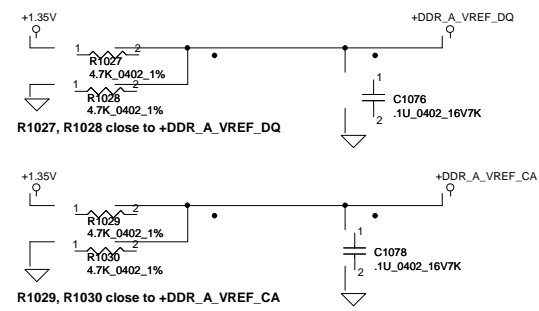 +1.35V
+DDR_A_VREF_DQ
1 2
R1027
4.7K_0402_1%
1 2
R1028
4.7K_0402_1%
1
C1076
.1U_0402_16V7K
2
R1027, R1028 close to +DDR_A_VREF_DQ
+1.35V
+DDR_A_VREF_CA
1 2
R1029
4.7K_0402_1%
1 2
R1030
4.7K_0402_1%
1
C1078
.1U_0402_16V7K
2
R1029, R1030 close to +DDR_A_VREF_CA